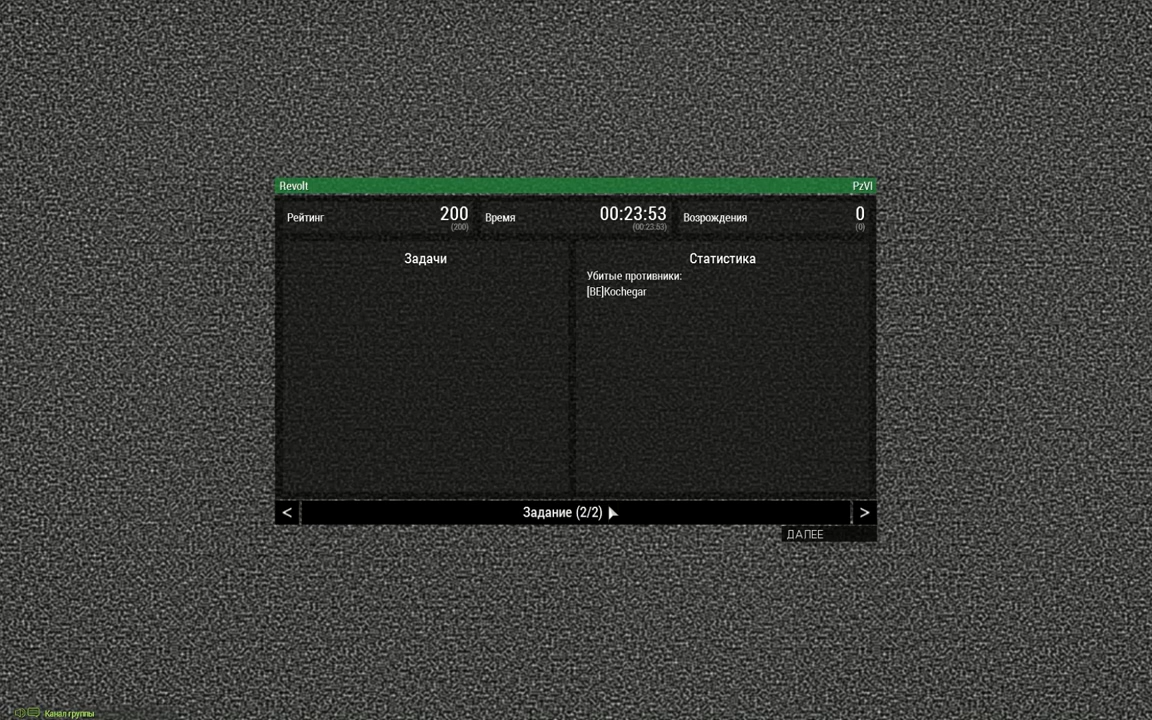 Revolt PzVI
Рейтинг 200 Время 00:23:53 Возрождения 0
(200) (00:23:53) (0)
Задачи Статистика
Убитые противники:
[BE]Kochegar
< Задание (2/2) >
ДАЛЕЕ
Канал группы